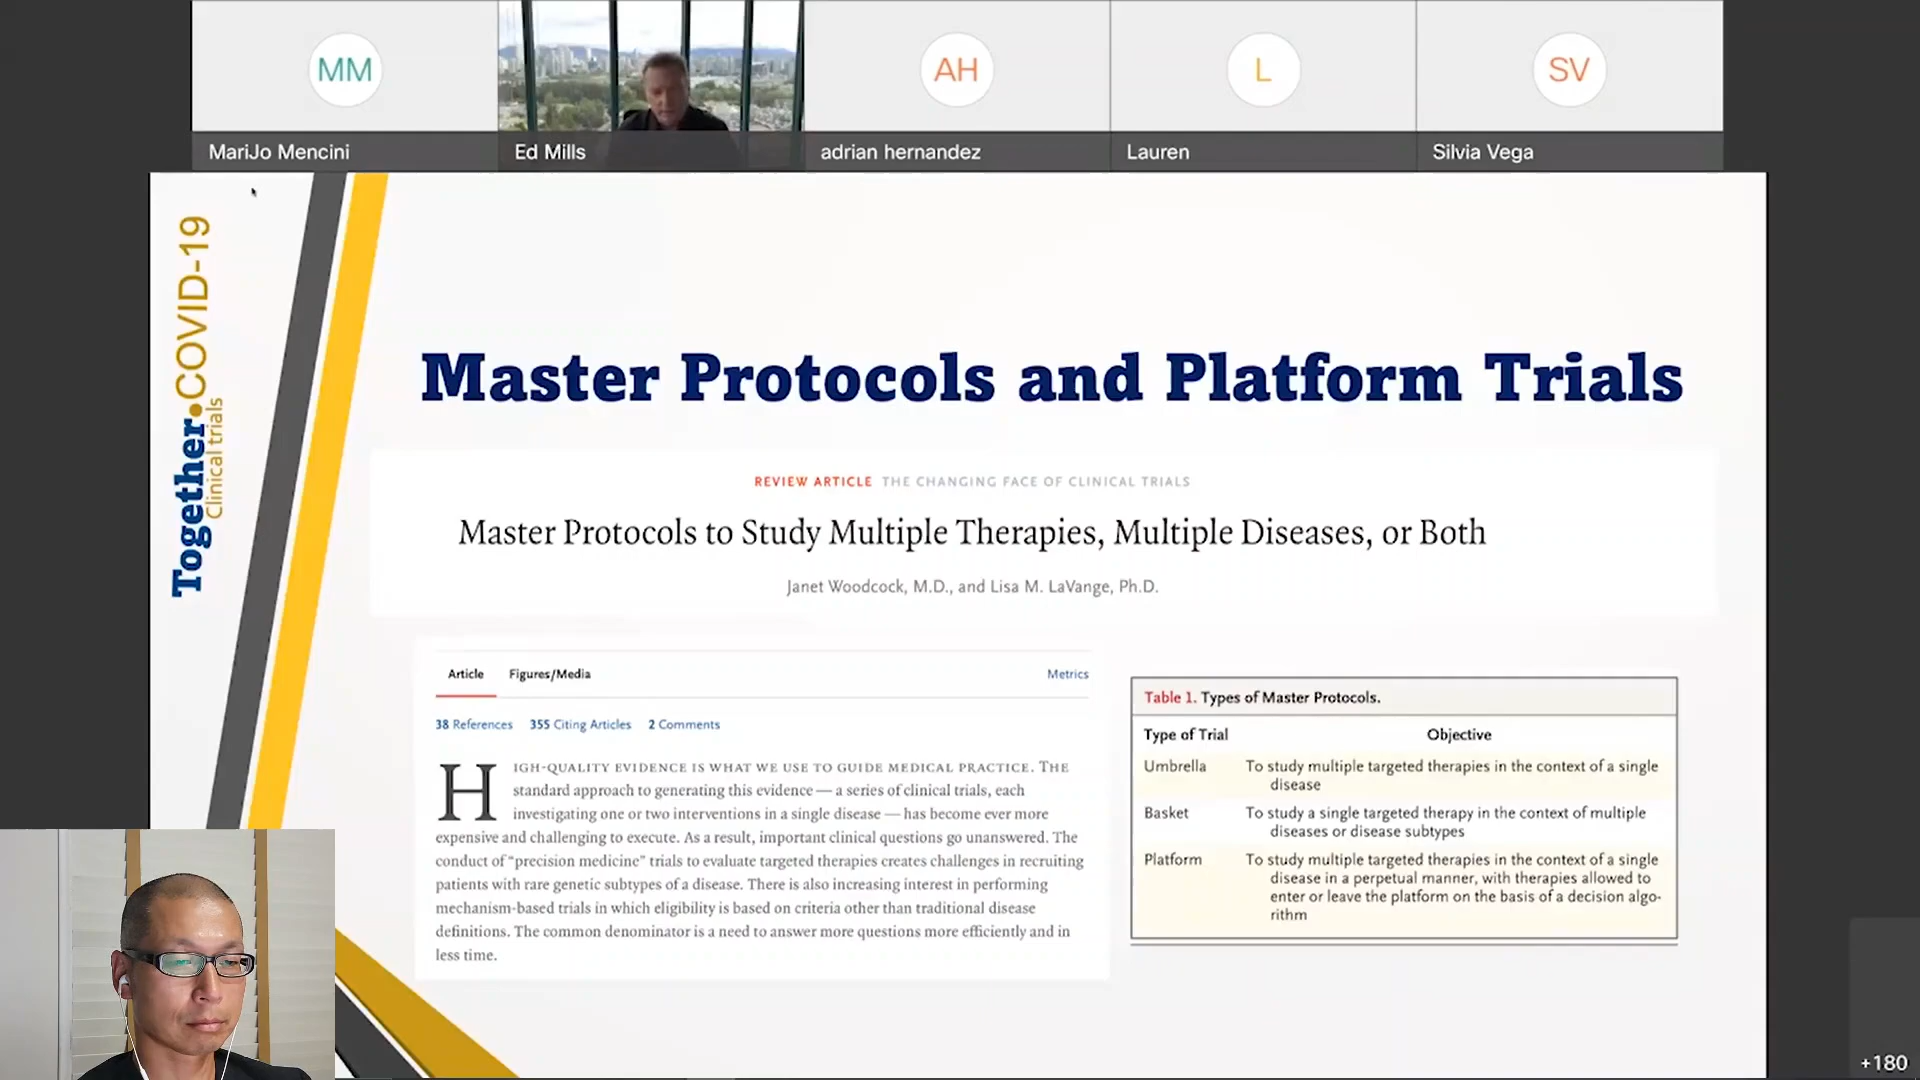 MM
AH
L
SV
MariJo Mencini
Ed Mills
adrian hernandez
Lauren
Silvia Vega
Together.COVID-19
Clinical trials
Master Protocols and Platform Trials
REVIEW ARTICLE THE CHANGING FACE OF CLINICAL TRIALS
Master Protocols to Study Multiple Therapies, Multiple Diseases, or Both
Janet Woodcock, M.D., and Lisa M. LaVange, Ph.D.
Article Figures/Media Metrics
38 References 355 Citing Articles 2 Comments
HIGH-QUALITY EVIDENCE IS WHAT WE USE TO GUIDE MEDICAL PRACTICE. THE
standard approach to generating this evidence — a series of clinical trials, each
investigating one or two interventions in a single disease — has become ever more
expensive and challenging to execute. As a result, important clinical questions go unanswered. The
conduct of “precision medicine” trials to evaluate targeted therapies creates challenges in recruiting
patients with rare genetic subtypes of a disease. There is also increasing interest in performing
mechanism-based trials in which eligibility is based on criteria other than traditional disease
definitions. The common denominator is a need to answer more questions more efficiently and in
less time.
Table 1. Types of Master Protocols.
Type of Trial Objective
Umbrella To study multiple targeted therapies in the context of a single
disease
Basket To study a single targeted therapy in the context of multiple
diseases or disease subtypes
Platform To study multiple targeted therapies in the context of a single
disease in a perpetual manner, with therapies allowed to
enter or leave the platform on the basis of a decision algo-
rithm
+180